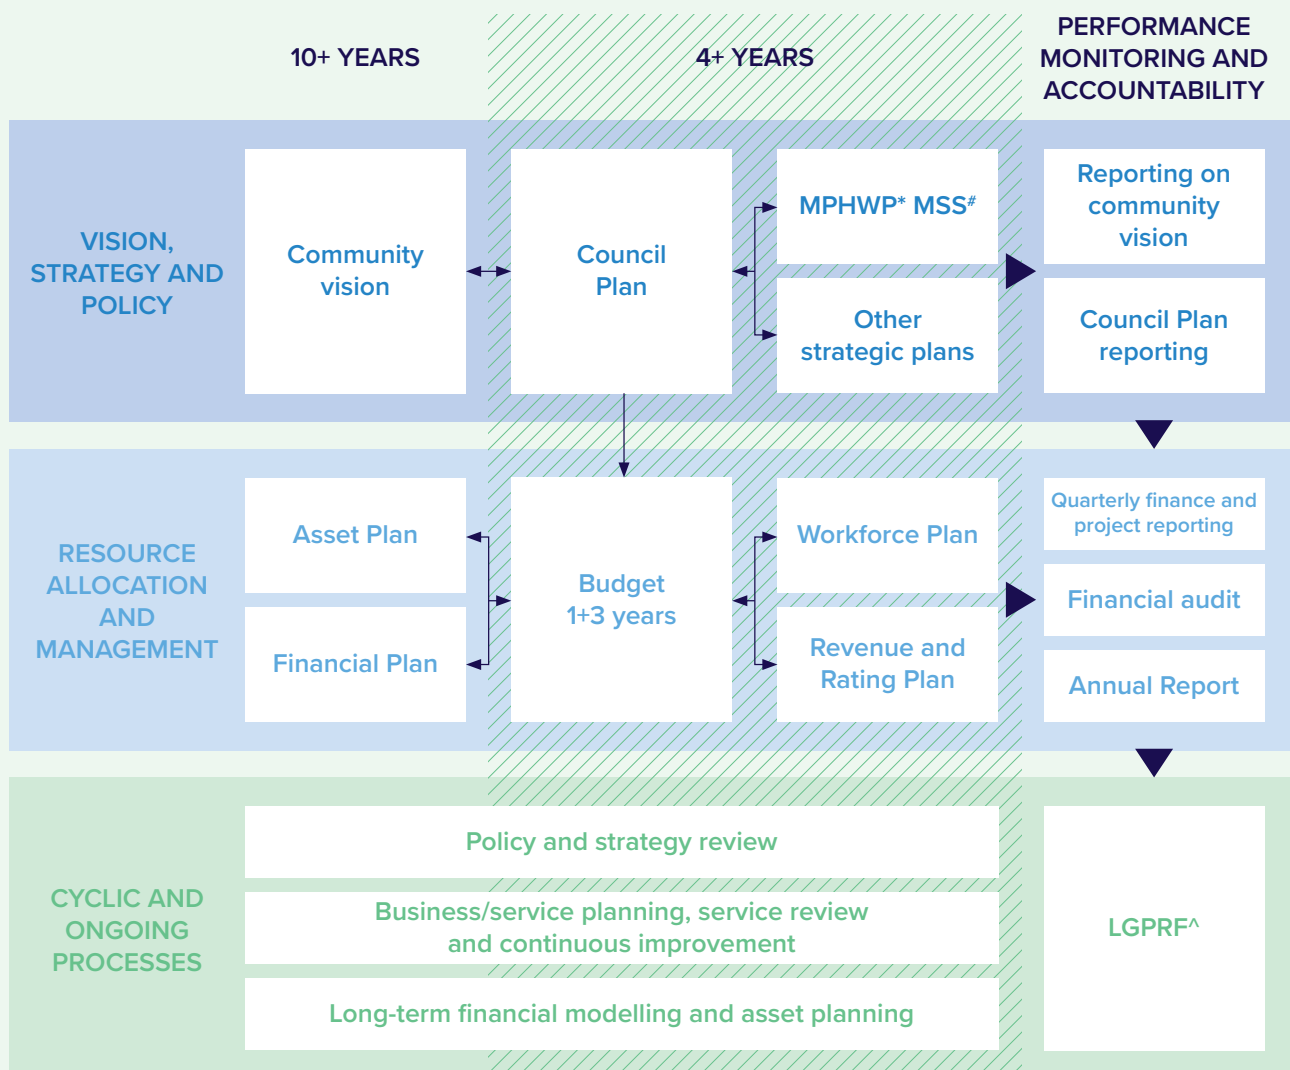 10+ YEARS
4+ YEARS
PERFORMANCE
MONITORING AND
ACCOUNTABILITY
VISION,
STRATEGY AND
POLICY
Community
vision
Council
Plan
MPHWP* MSS#
Other
strategic plans
Reporting on
community
vision
Council Plan
reporting
RESOURCE
ALLOCATION
AND
MANAGEMENT
Asset Plan
Financial Plan
Budget
1+3 years
Workforce Plan
Revenue and
Rating Plan
Quarterly finance and
project reporting
Financial audit
Annual Report
CYCLIC AND
ONGOING
PROCESSES
Policy and strategy review
Business/service planning, service review
and continuous improvement
Long-term financial modelling and asset planning
LGPRF^